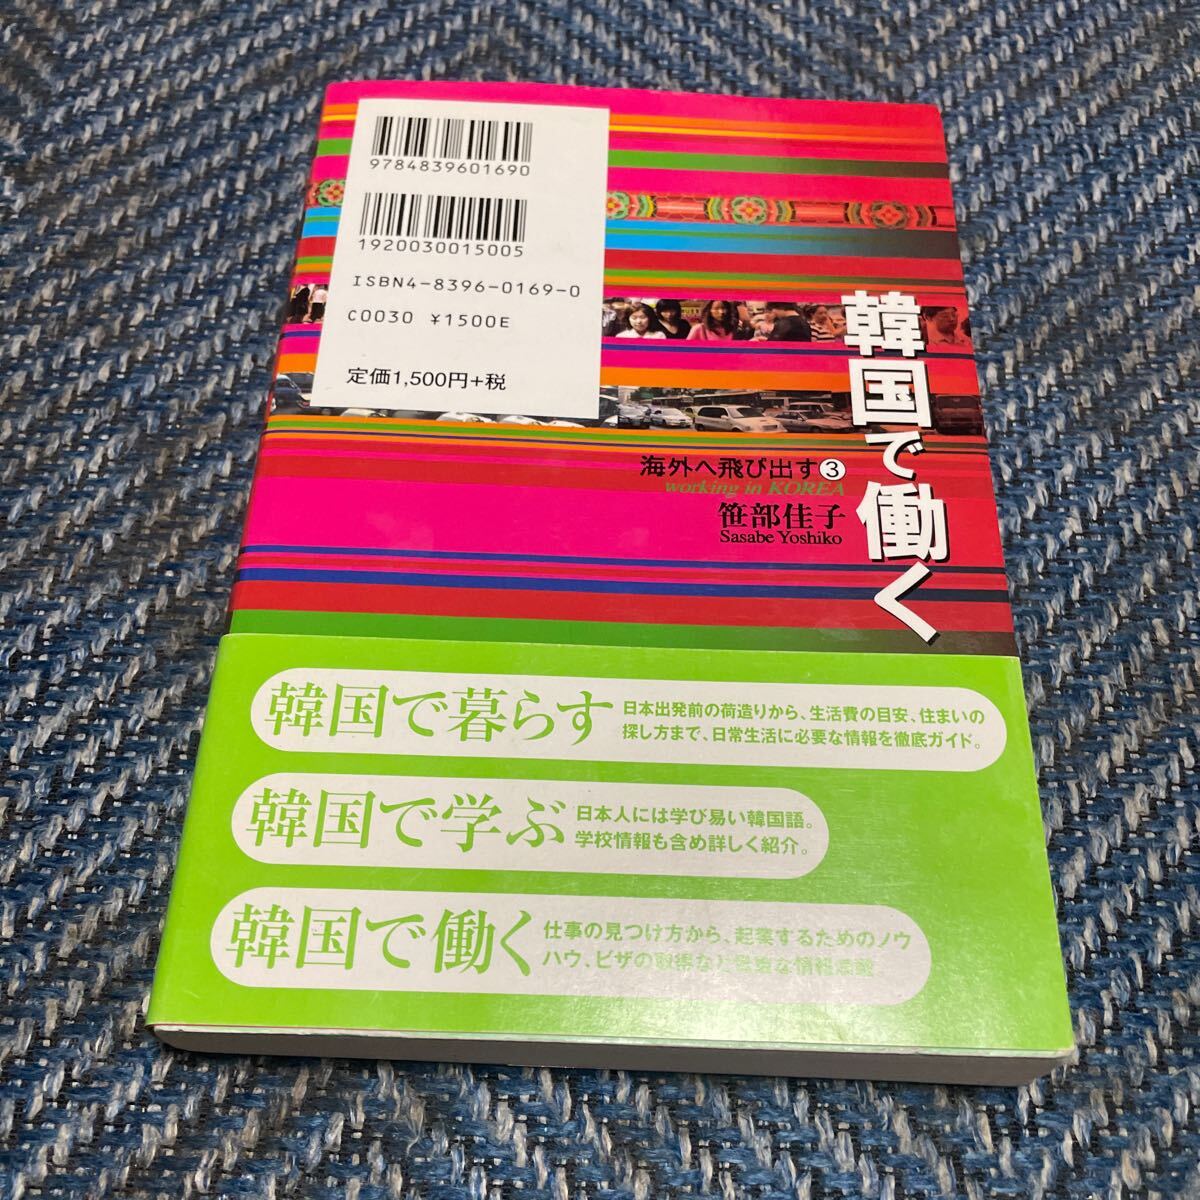 9784839601690
1920030015005
ISBN4-8396-0169-0
C0030 ¥1500E
定価1,500円+税
韓国で働く
海外へ飛び出す③
working in KOREA
笹部佳子
Sasabe Yoshiko
韓国で暮らす
日本出発前の荷造りから、生活費の目安、住まいの
探し方まで、日常生活に必要な情報を徹底ガイド。
韓国で学ぶ
日本人には学び易い韓国語。
学校情報も含め詳しく紹介。
韓国で働く
仕事の見つけ方から、起業するためのノウ
ハウ、ビザの取得など